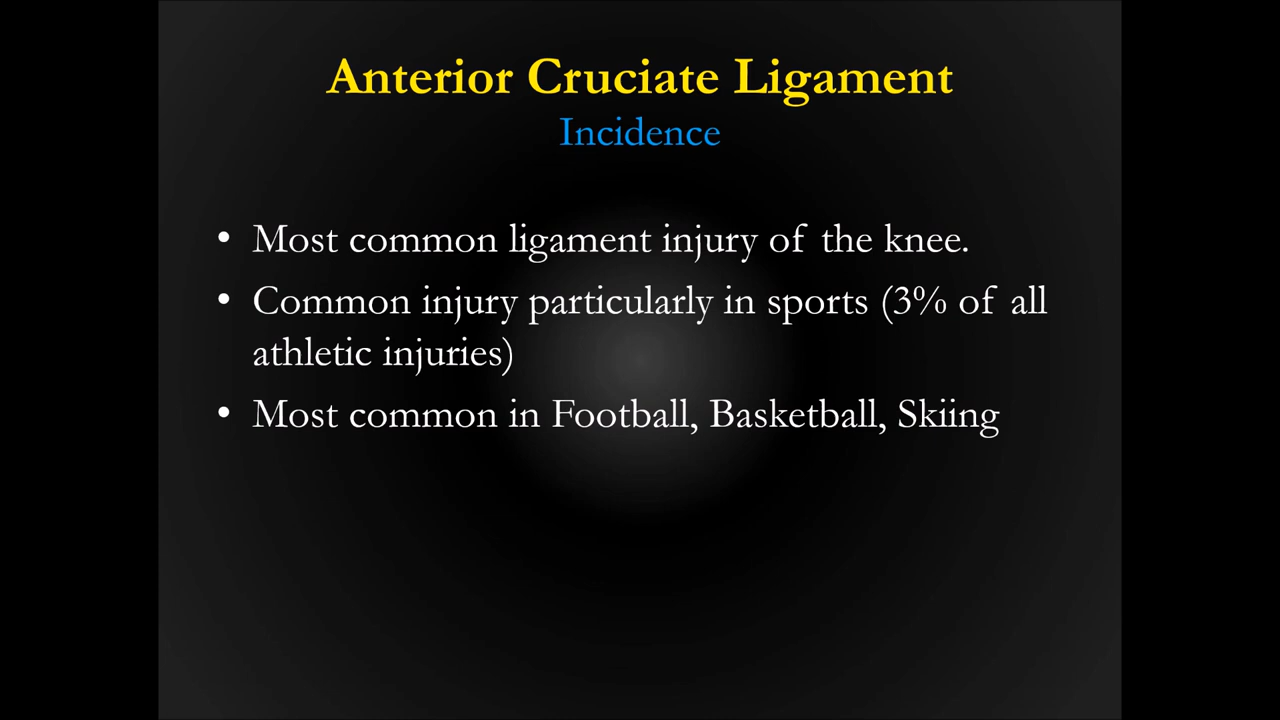 Anterior Cruciate Ligament
Incidence
• Most common ligament injury of the knee.
• Common injury particularly in sports (3% of all
athletic injuries)
• Most common in Football, Basketball, Skiing